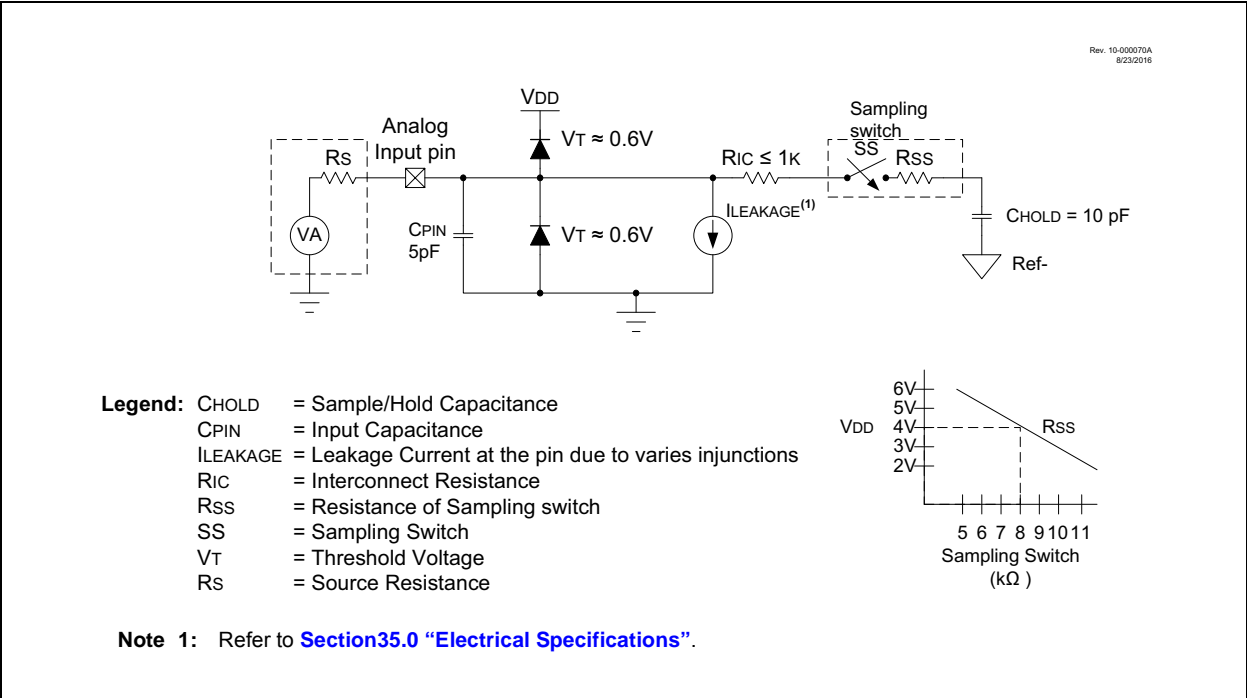 Rev. 10-000070A
8/23/2016
VDD
Analog
Input pin
Sampling
switch
SS
RS
VT ≈ 0.6V
RIC ≤ 1K
RSS
VA
CPIN
5pF
VT ≈ 0.6V
ILEAKAGE(1)
CHOLD = 10 pF
Ref-
Legend: CHOLD = Sample/Hold Capacitance
CPIN = Input Capacitance
ILEAKAGE = Leakage Current at the pin due to varies injunctions
RIC = Interconnect Resistance
RSS = Resistance of Sampling switch
SS = Sampling Switch
VT = Threshold Voltage
RS = Source Resistance
6V
5V
VDD 4V RSS
3V
2V
5 6 7 8 9 10 11
Sampling Switch
(kΩ )
Note 1: Refer to Section35.0 “Electrical Specifications”.